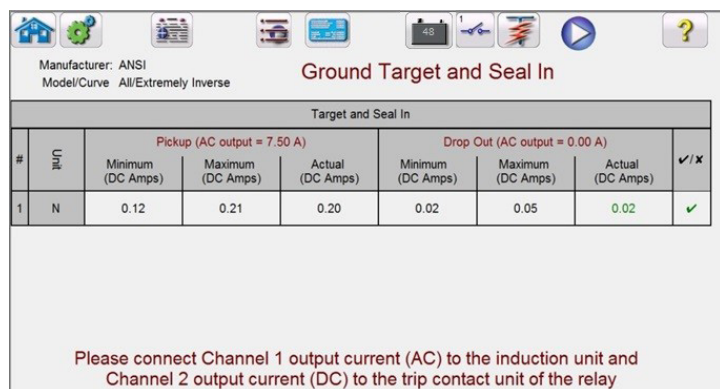 48
1
?
Manufacturer: ANSI
Model/Curve All/Extremely Inverse
Ground Target and Seal In
Target and Seal In
# Unit Pickup (AC output = 7.50 A) Drop Out (AC output = 0.00 A) ✔/✘
Minimum (DC Amps) Maximum (DC Amps) Actual (DC Amps) Minimum (DC Amps) Maximum (DC Amps) Actual (DC Amps)
1 N 0.12 0.21 0.20 0.02 0.05 0.02 ✔
Please connect Channel 1 output current (AC) to the induction unit and
Channel 2 output current (DC) to the trip contact unit of the relay